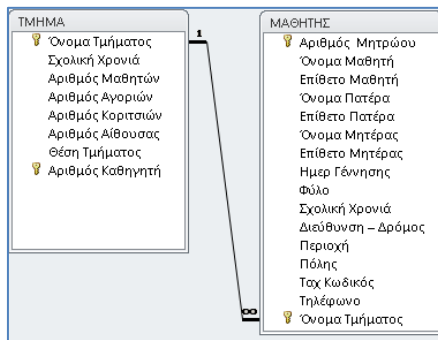 ΤΜΗΜΑ
Όνομα Τμήματος
Σχολική Χρονιά
Αριθμός Μαθητών
Αριθμός Αγοριών
Αριθμός Κοριτσιών
Αριθμός Αίθουσας
Θέση Τμήματος
Αριθμός Καθηγητή
1
∞
ΜΑΘΗΤΗΣ
Αριθμός Μητρώου
Όνομα Μαθητή
Επίθετο Μαθητή
Όνομα Πατέρα
Επίθετο Πατέρα
Όνομα Μητέρας
Επίθετο Μητέρας
Ημερ Γέννησης
Φύλο
Σχολική Χρονιά
Διεύθυνση – Δρόμος
Περιοχή
Πόλης
Ταχ Κωδικός
Τηλέφωνο
Όνομα Τμήματος